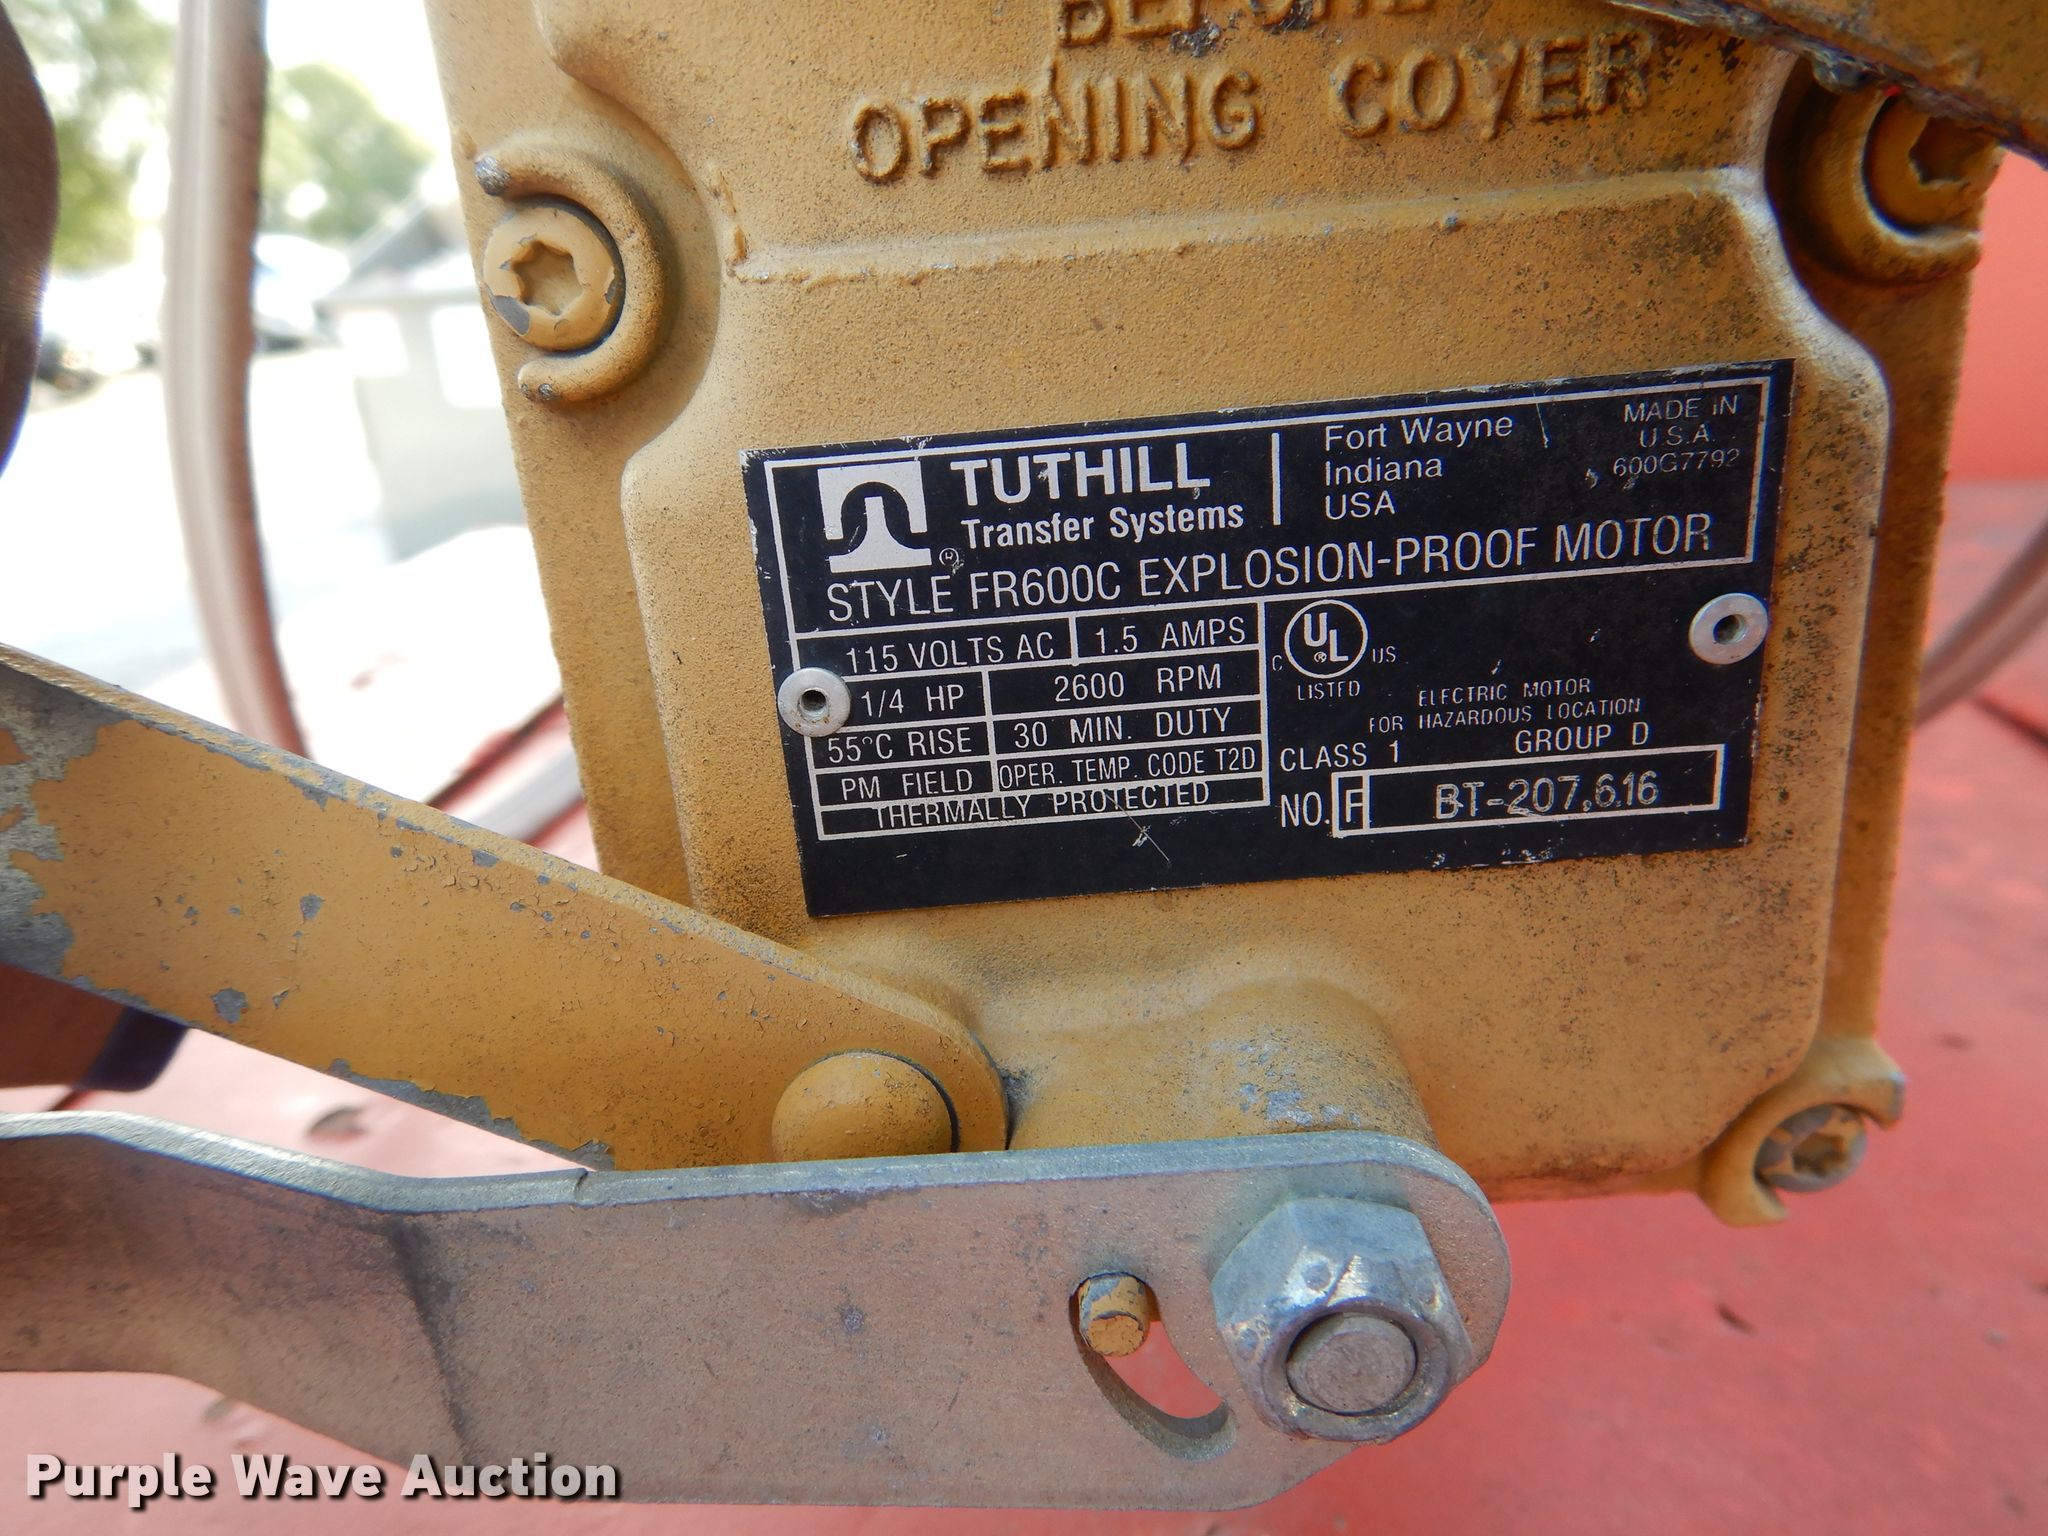 BEFORE
OPENING COVER
TUTHILL
Transfer Systems
®
Fort Wayne
Indiana
USA
MADE IN
U.S.A.
600G7792
STYLE FR600C EXPLOSION-PROOF MOTOR
115 VOLTS AC
1.5 AMPS
1/4 HP
2600 RPM
55°C RISE
30 MIN. DUTY
PM FIELD
OPER. TEMP. CODE T2D
THERMALLY PROTECTED
C UL ® US
LISTED
ELECTRIC MOTOR
FOR HAZARDOUS LOCATION
CLASS 1 GROUP D
NO. F BT-207,616
Purple Wave Auction